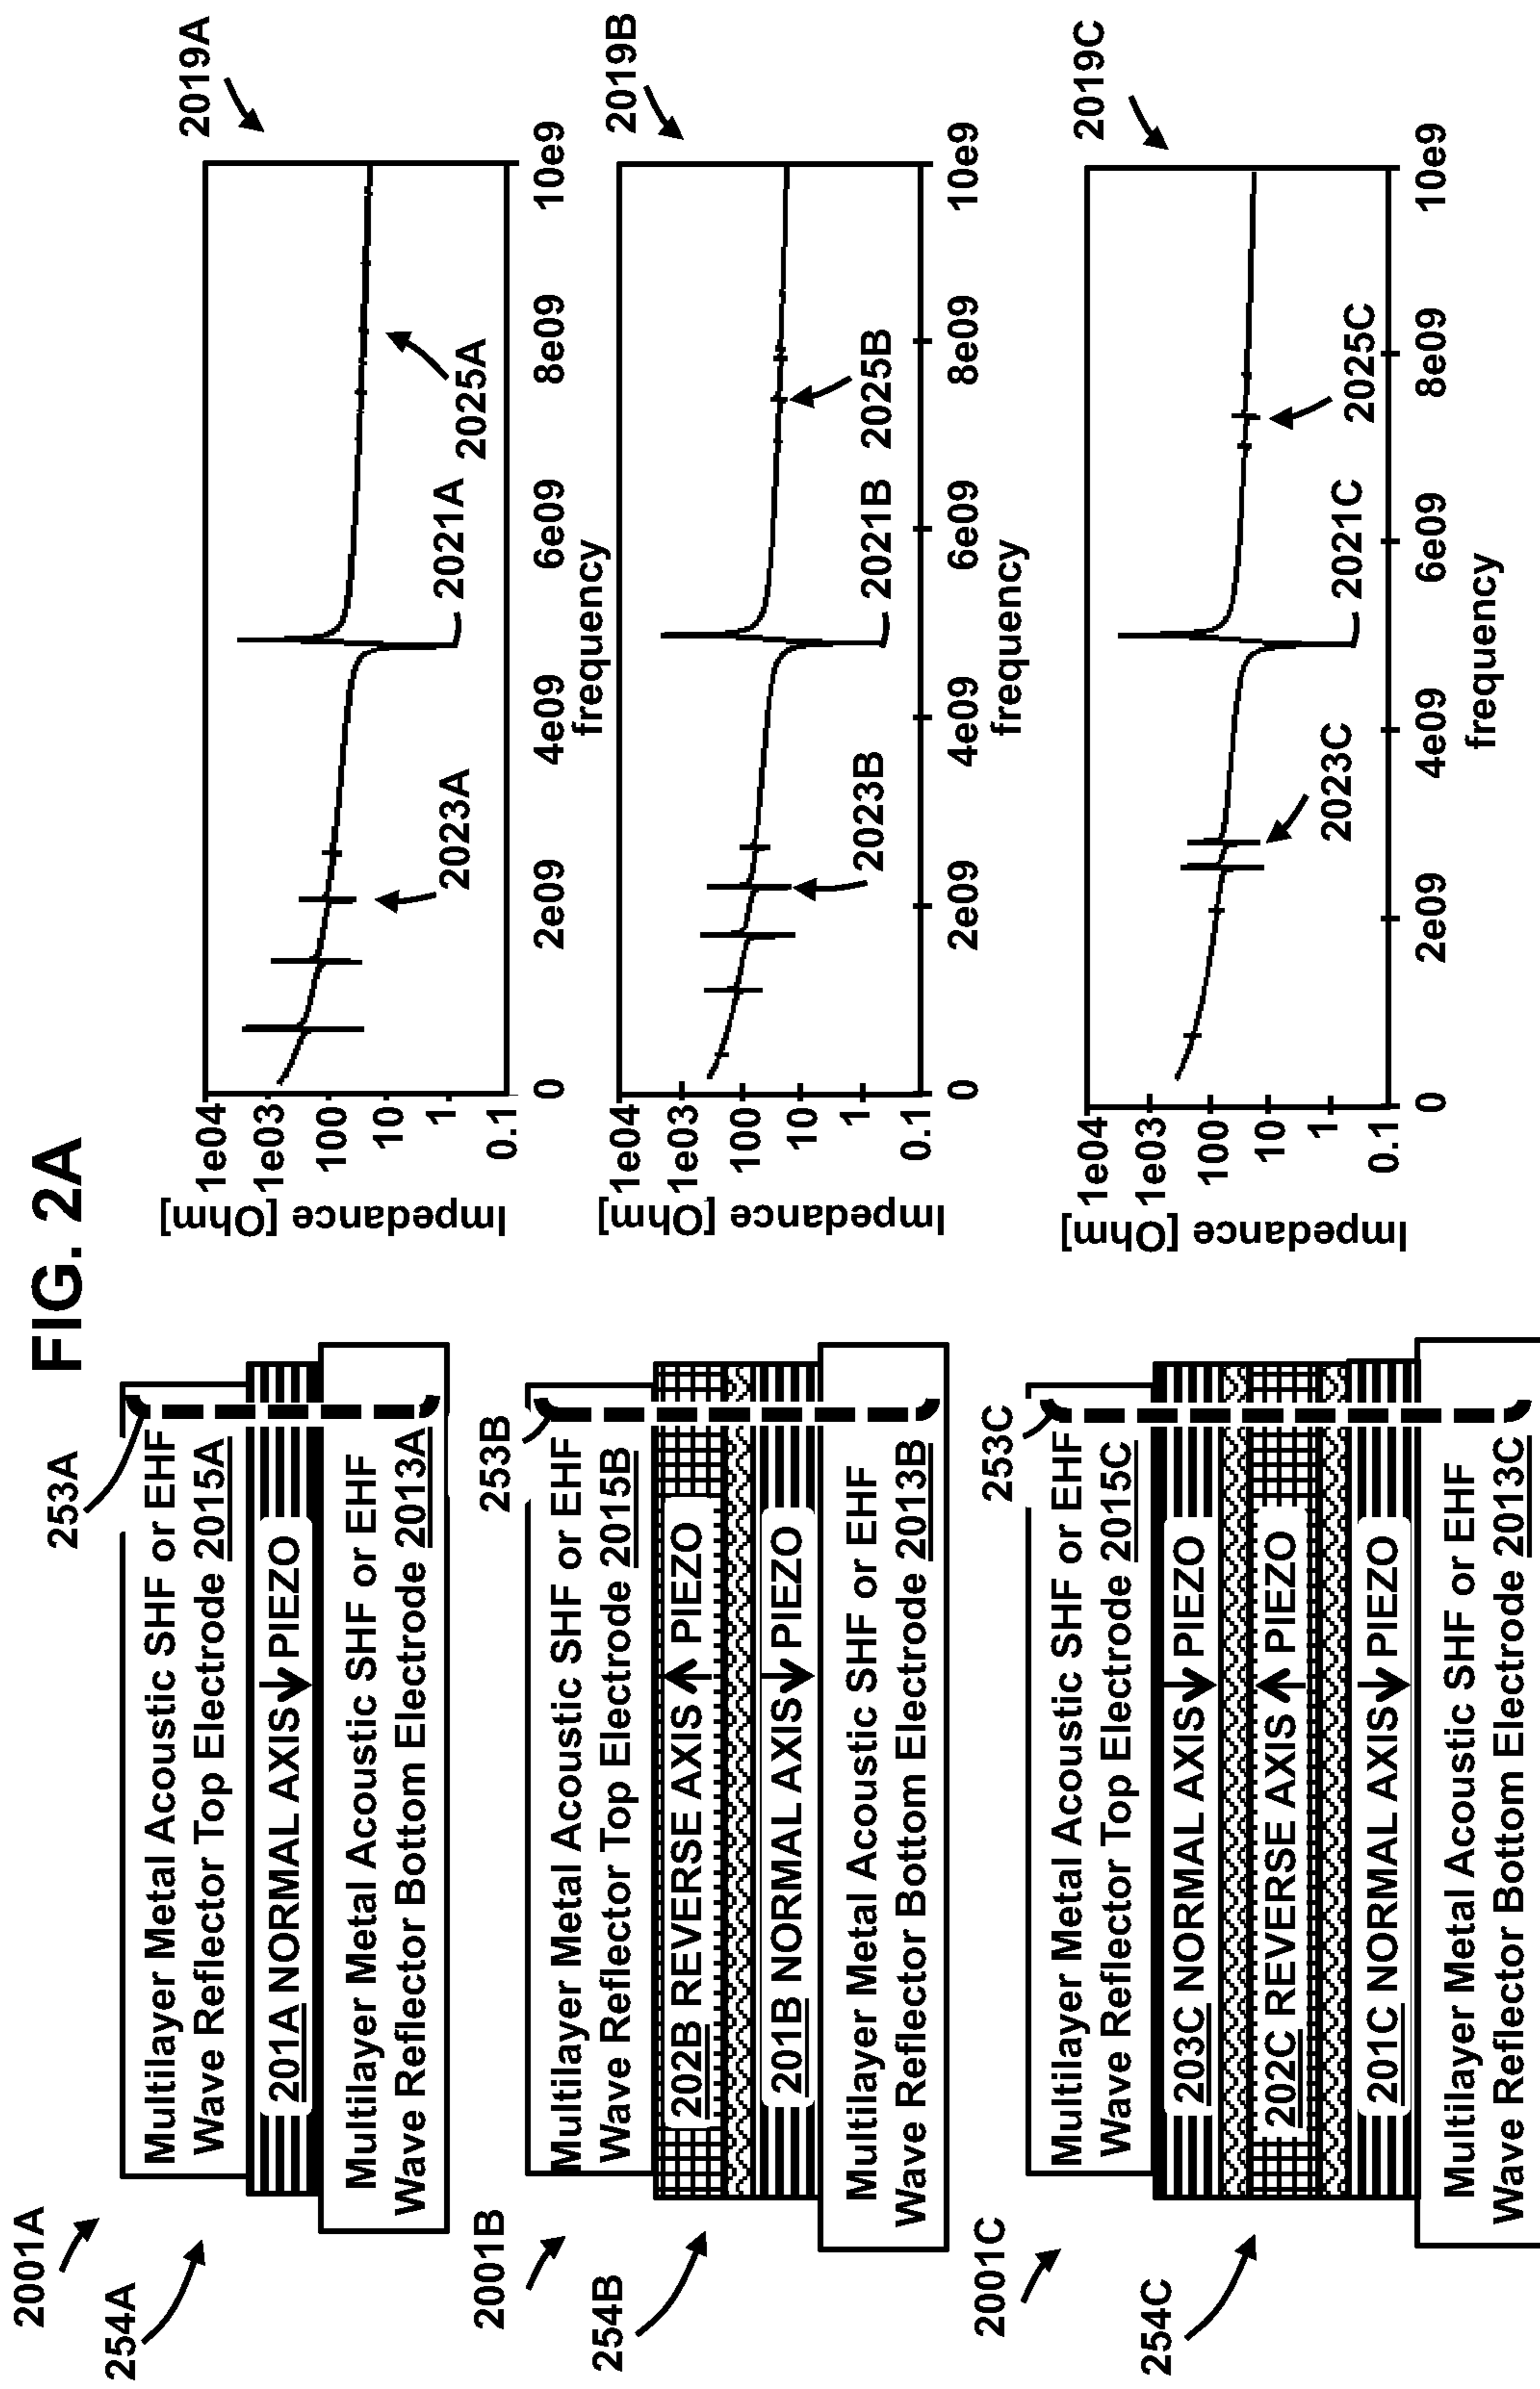 FIG. 2A
2001A
254A
253A
Multilayer Metal Acoustic SHF or EHF
Wave Reflector Top Electrode 2015A
201A NORMAL AXIS PIEZO
Multilayer Metal Acoustic SHF or EHF
Wave Reflector Bottom Electrode 2013A
2019A
Impedance [Ohm]
1e04
1e03
100
10
1
0.1
0
2e09
4e09
6e09
8e09
10e9
frequency
2023A
2021A
2025A
2001B
254B
253B
Multilayer Metal Acoustic SHF or EHF
Wave Reflector Top Electrode 2015B
202B REVERSE AXIS PIEZO
201B NORMAL AXIS PIEZO
Multilayer Metal Acoustic SHF or EHF
Wave Reflector Bottom Electrode 2013B
2019B
Impedance [Ohm]
1e04
1e03
100
10
1
0.1
0
2e09
4e09
6e09
8e09
10e9
frequency
2023B
2021B
2025B
2001C
254C
253C
Multilayer Metal Acoustic SHF or EHF
Wave Reflector Top Electrode 2015C
203C NORMAL AXIS PIEZO
202C REVERSE AXIS PIEZO
201C NORMAL AXIS PIEZO
Multilayer Metal Acoustic SHF or EHF
Wave Reflector Bottom Electrode 2013C
2019C
Impedance [Ohm]
1e04
1e03
100
10
1
0.1
0
2e09
4e09
6e09
8e09
10e9
frequency
2023C
2021C
2025C